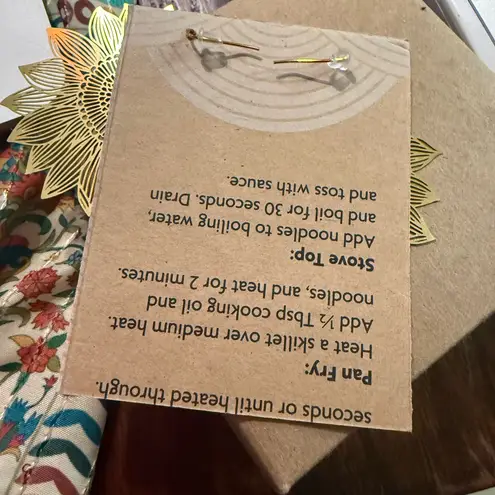 seconds or until heated through.
Pan Fry:
Heat a skillet over medium heat.
Add ½ Tbsp cooking oil and
noodles, and heat for 2 minutes.
Stove Top:
Add noodles to boiling water,
and boil for 30 seconds. Drain
and toss with sauce.